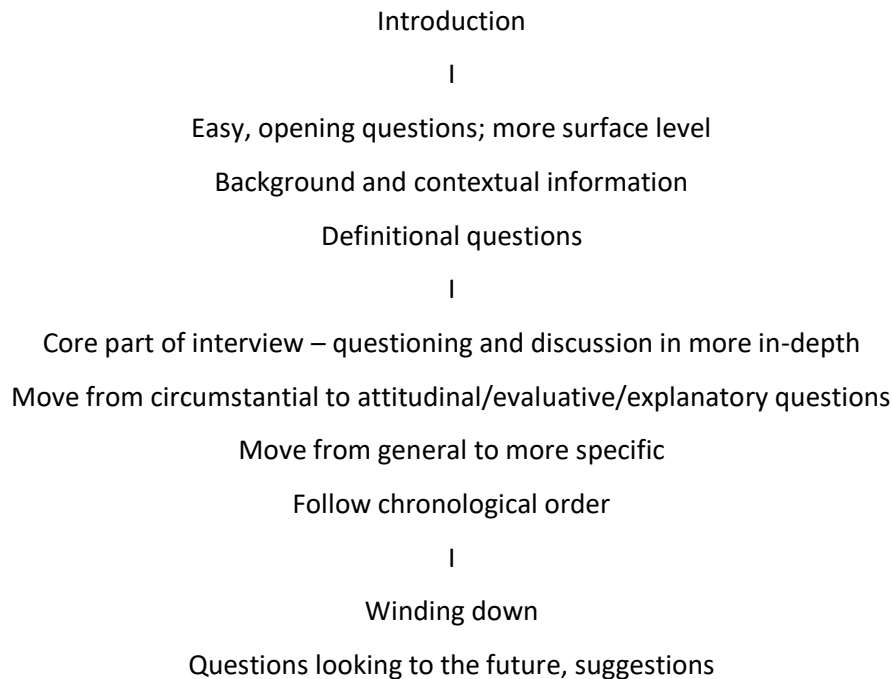 Introduction
I
Easy, opening questions; more surface level
Background and contextual information
Definitional questions
I
Core part of interview – questioning and discussion in more in-depth
Move from circumstantial to attitudinal/evaluative/explanatory questions
Move from general to more specific
Follow chronological order
I
Winding down
Questions looking to the future, suggestions